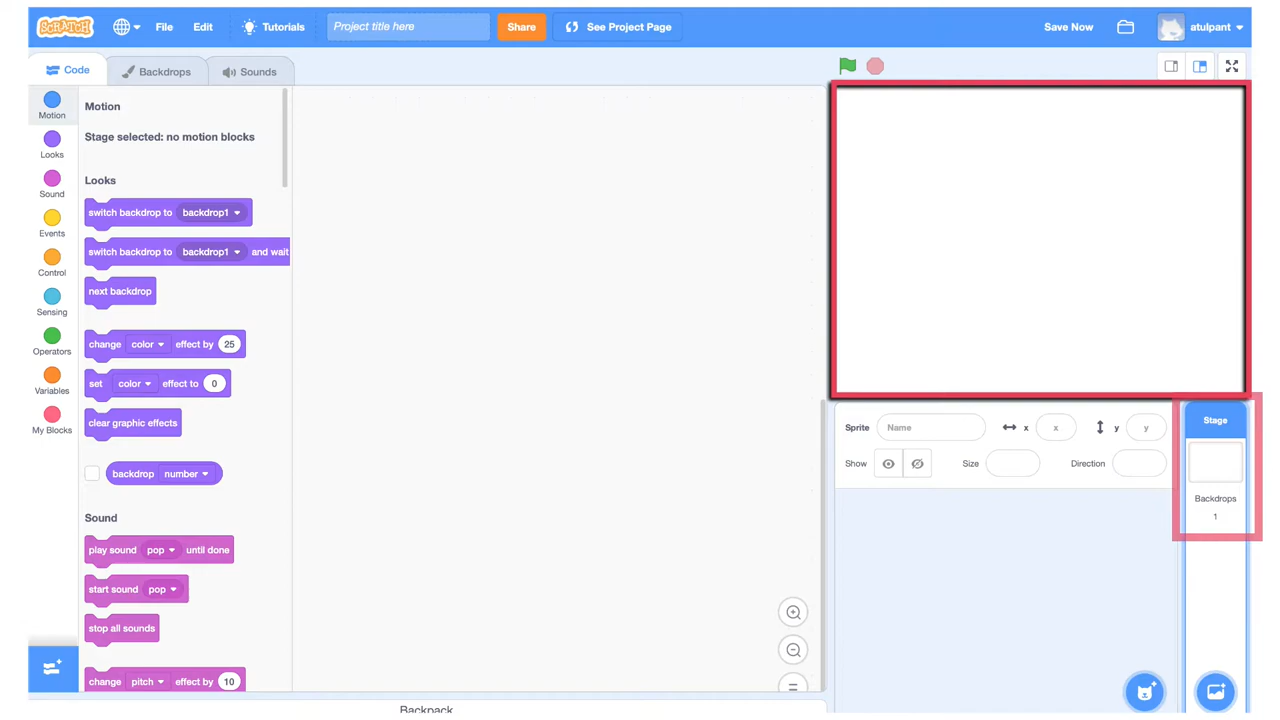 SCRATCH File Edit Tutorials Project title here Share See Project Page Save Now atulpant
Code Backdrops Sounds
Motion
Looks
Sound
Events
Control
Sensing
Operators
Variables
My Blocks
Motion
Stage selected: no motion blocks
Looks
switch backdrop to backdrop1
switch backdrop to backdrop1 and wait
next backdrop
change color effect by 25
set color effect to 0
clear graphic effects
backdrop number
Sound
play sound pop until done
start sound pop
stop all sounds
change pitch effect by 10
Backpack
Sprite Name x x y y
Show Size Direction
Stage
Backdrops
1